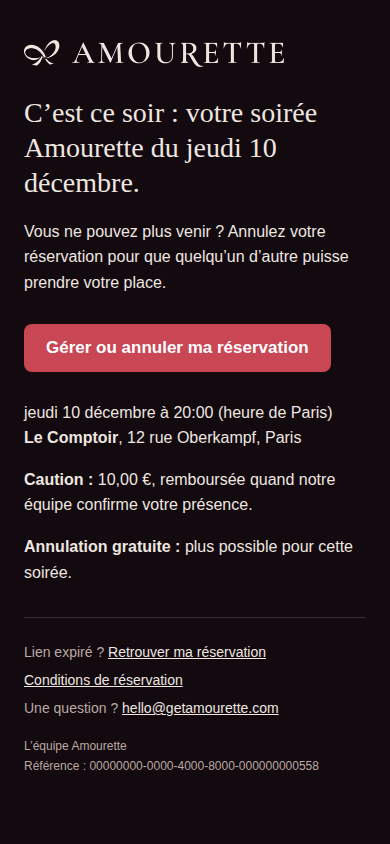 AMOURETTE
C’est ce soir : votre soirée
Amourette du jeudi 10
décembre.
Vous ne pouvez plus venir ? Annulez votre
réservation pour que quelqu’un d’autre puisse
prendre votre place.
Gérer ou annuler ma réservation
jeudi 10 décembre à 20:00 (heure de Paris)
Le Comptoir, 12 rue Oberkampf, Paris
Caution : 10,00 €, remboursée quand notre
équipe confirme votre présence.
Annulation gratuite : plus possible pour cette
soirée.
Lien expiré ? Retrouver ma réservation
Conditions de réservation
Une question ? hello@getamourette.com
L’équipe Amourette
Référence : 00000000-0000-4000-8000-000000000558